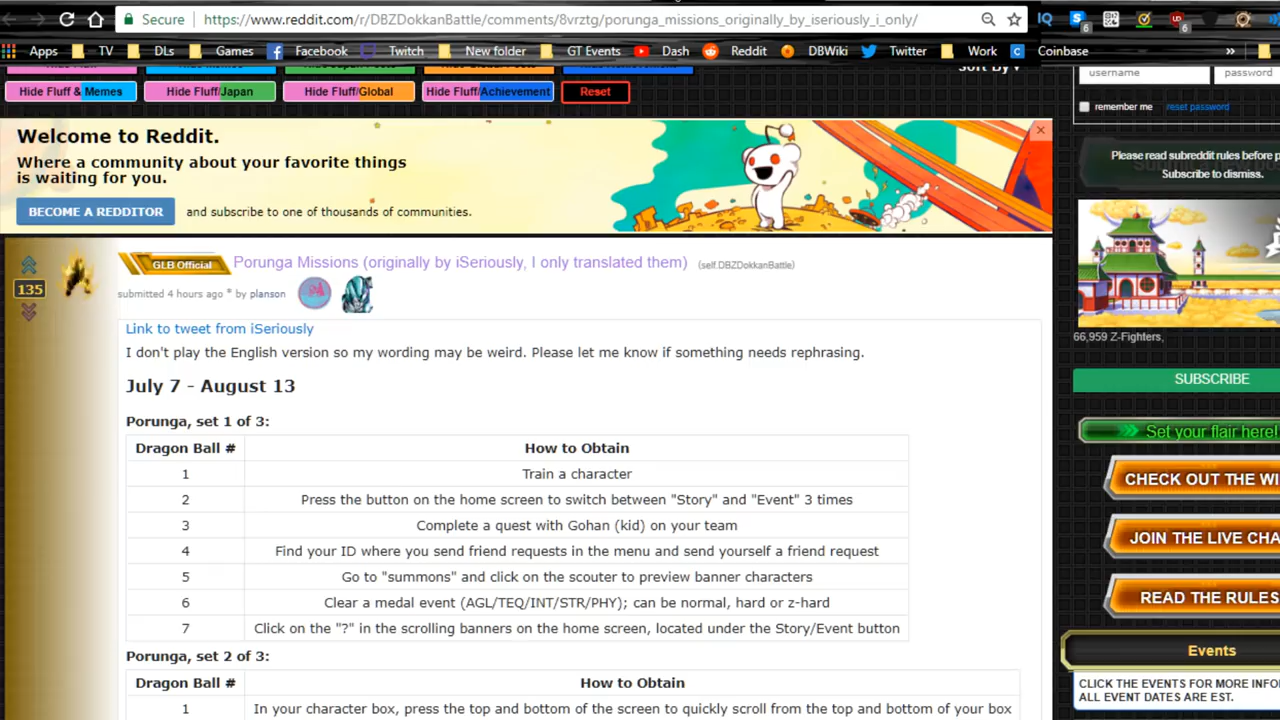 Secure https://www.reddit.com/r/DBZDokkanBattle/comments/8vrztg/porunga_missions_originally_by_iseriously_i_only/
Apps TV DLs Games Facebook Twitch New folder GT Events Dash Reddit DBWiki Twitter Work Coinbase »
Hide Fluff & Memes Hide Fluff/Japan Hide Fluff/Global Hide Fluff/Achievement Reset
username password
remember me reset password
Welcome to Reddit.
Where a community about your favorite things
is waiting for you.
BECOME A REDDITOR and subscribe to one of thousands of communities.
Please read subreddit rules before p
Subscribe to dismiss.
135
GLB Official Porunga Missions (originally by iSeriously, I only translated them) (self.DBZDokkanBattle)
submitted 4 hours ago * by planson
Link to tweet from iSeriously
I don't play the English version so my wording may be weird. Please let me know if something needs rephrasing.
July 7 - August 13
Porunga, set 1 of 3:
Dragon Ball # How to Obtain
1 Train a character
2 Press the button on the home screen to switch between "Story" and "Event" 3 times
3 Complete a quest with Gohan (kid) on your team
4 Find your ID where you send friend requests in the menu and send yourself a friend request
5 Go to "summons" and click on the scouter to preview banner characters
6 Clear a medal event (AGL/TEQ/INT/STR/PHY); can be normal, hard or z-hard
7 Click on the "?" in the scrolling banners on the home screen, located under the Story/Event button
Porunga, set 2 of 3:
Dragon Ball # How to Obtain
1 In your character box, press the top and bottom of the screen to quickly scroll from the top and bottom of your box
66,959 Z-Fighters,
SUBSCRIBE
Set your flair here!
CHECK OUT THE WI
JOIN THE LIVE CHA
READ THE RULES
Events
CLICK THE EVENTS FOR MORE INFO
ALL EVENT DATES ARE EST.